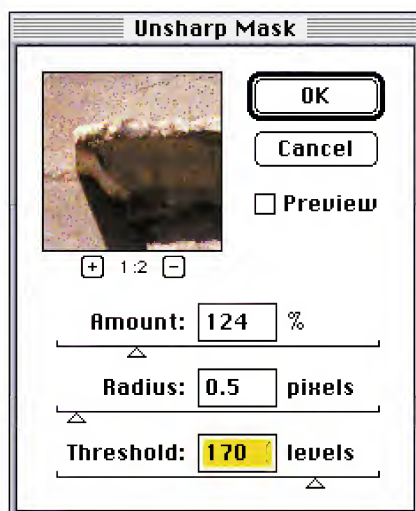 Unsharp Mask
OK
Cancel
Preview
+ 1:2 −
Amount: 124 %
Radius: 0.5 pixels
Threshold: 170 levels